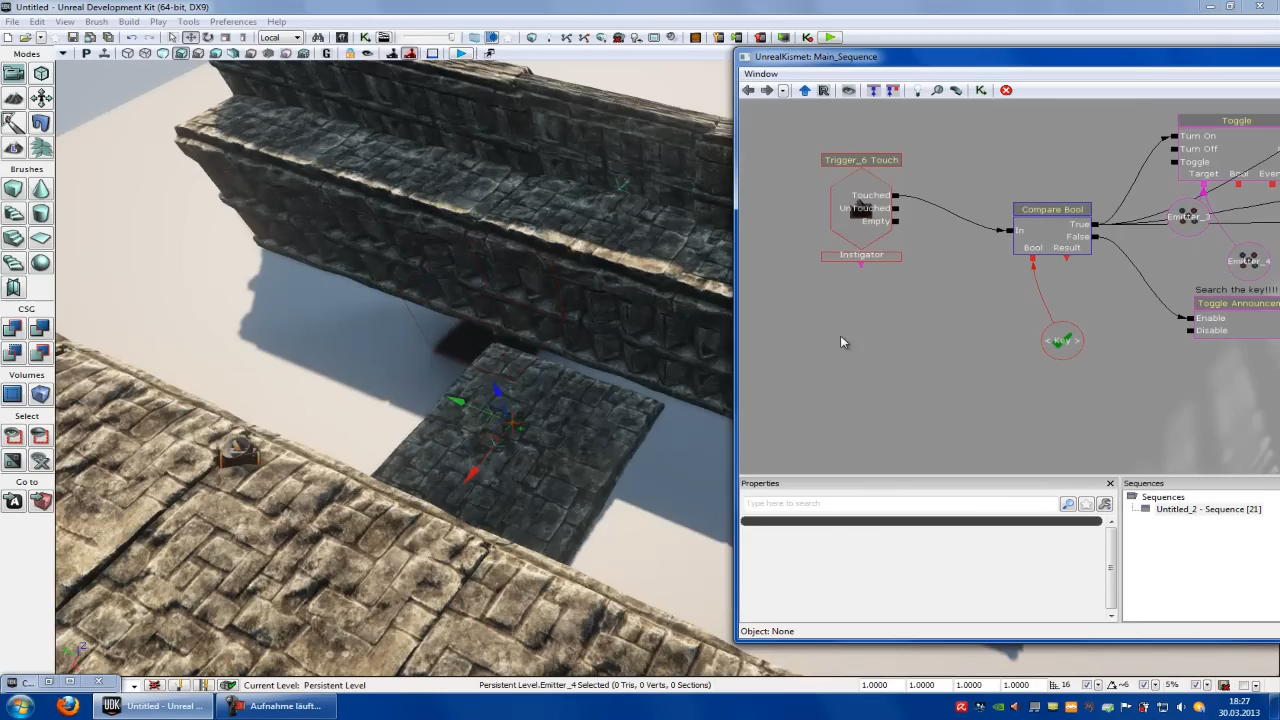 Untitled - Unreal Development Kit (64-bit, DX9)
File Edit View Brush Build Play Tools Preferences Help
Local
Modes
P
G
Brushes
CSG
Volumes
Select
Go to
UnrealKismet: Main_Sequence
Window
Toggle
Turn On
Turn Off
Toggle
Target Bool Even
Trigger_6 Touch
Touched
UnTouched
Empty
Instigator
Compare Bool
In
True
False
Bool Result
Emitter_3
Emitter_4
Search the key!!!!
Toggle Announcem
Enable
Disable
< Key >
Properties
Type here to search
Sequences
Sequences
Untitled_2 - Sequence [21]
Object: None
C...
Current Level: Persistent Level
Persistent Level.Emitter_4 Selected (0 Tris, 0 Verts, 0 Sections)
1.0000 1.0000 1.0000 1.0000 16 6 5%
Untitled - Unreal ...
Aufnahme läuft...
18:27
30.03.2013